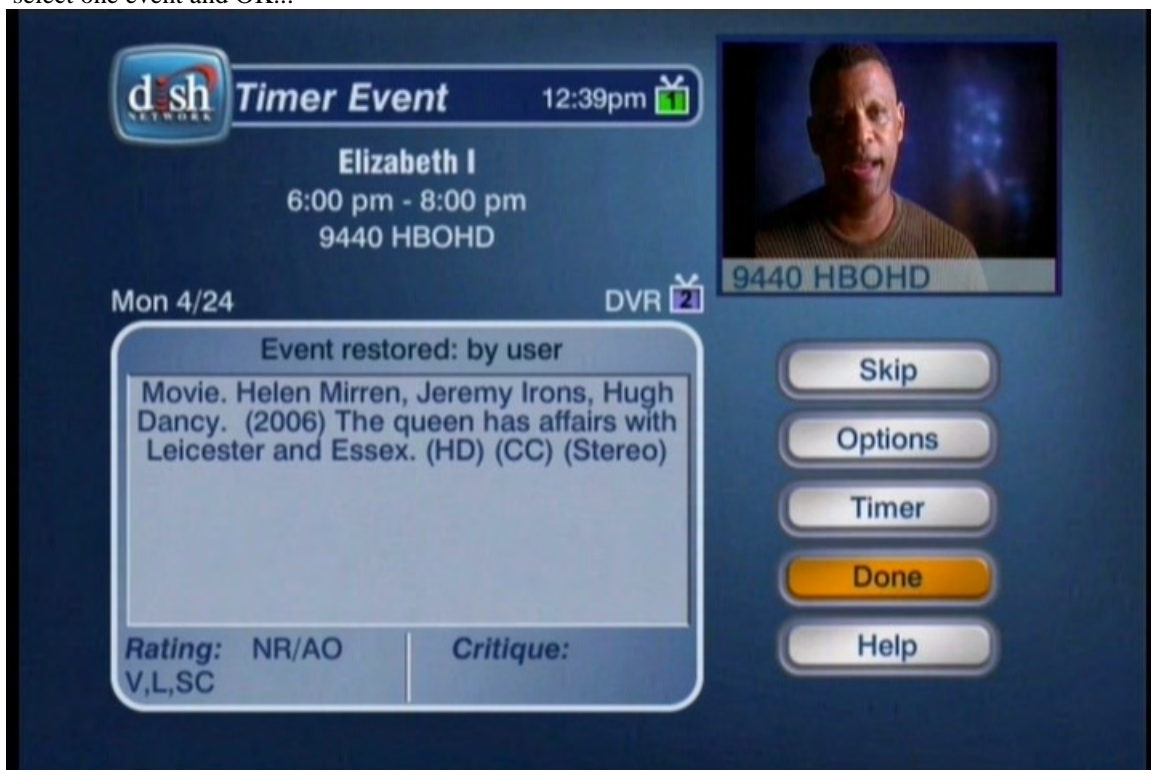 select one event and OK...
dish
NETWORK
Timer Event
12:39pm
1
Elizabeth I
6:00 pm - 8:00 pm
9440 HBOHD
Mon 4/24
DVR 2
9440 HBOHD
Event restored: by user
Movie. Helen Mirren, Jeremy Irons, Hugh
Dancy. (2006) The queen has affairs with
Leicester and Essex. (HD) (CC) (Stereo)
Rating: NR/AO
V,L,SC
Critique:
Skip
Options
Timer
Done
Help